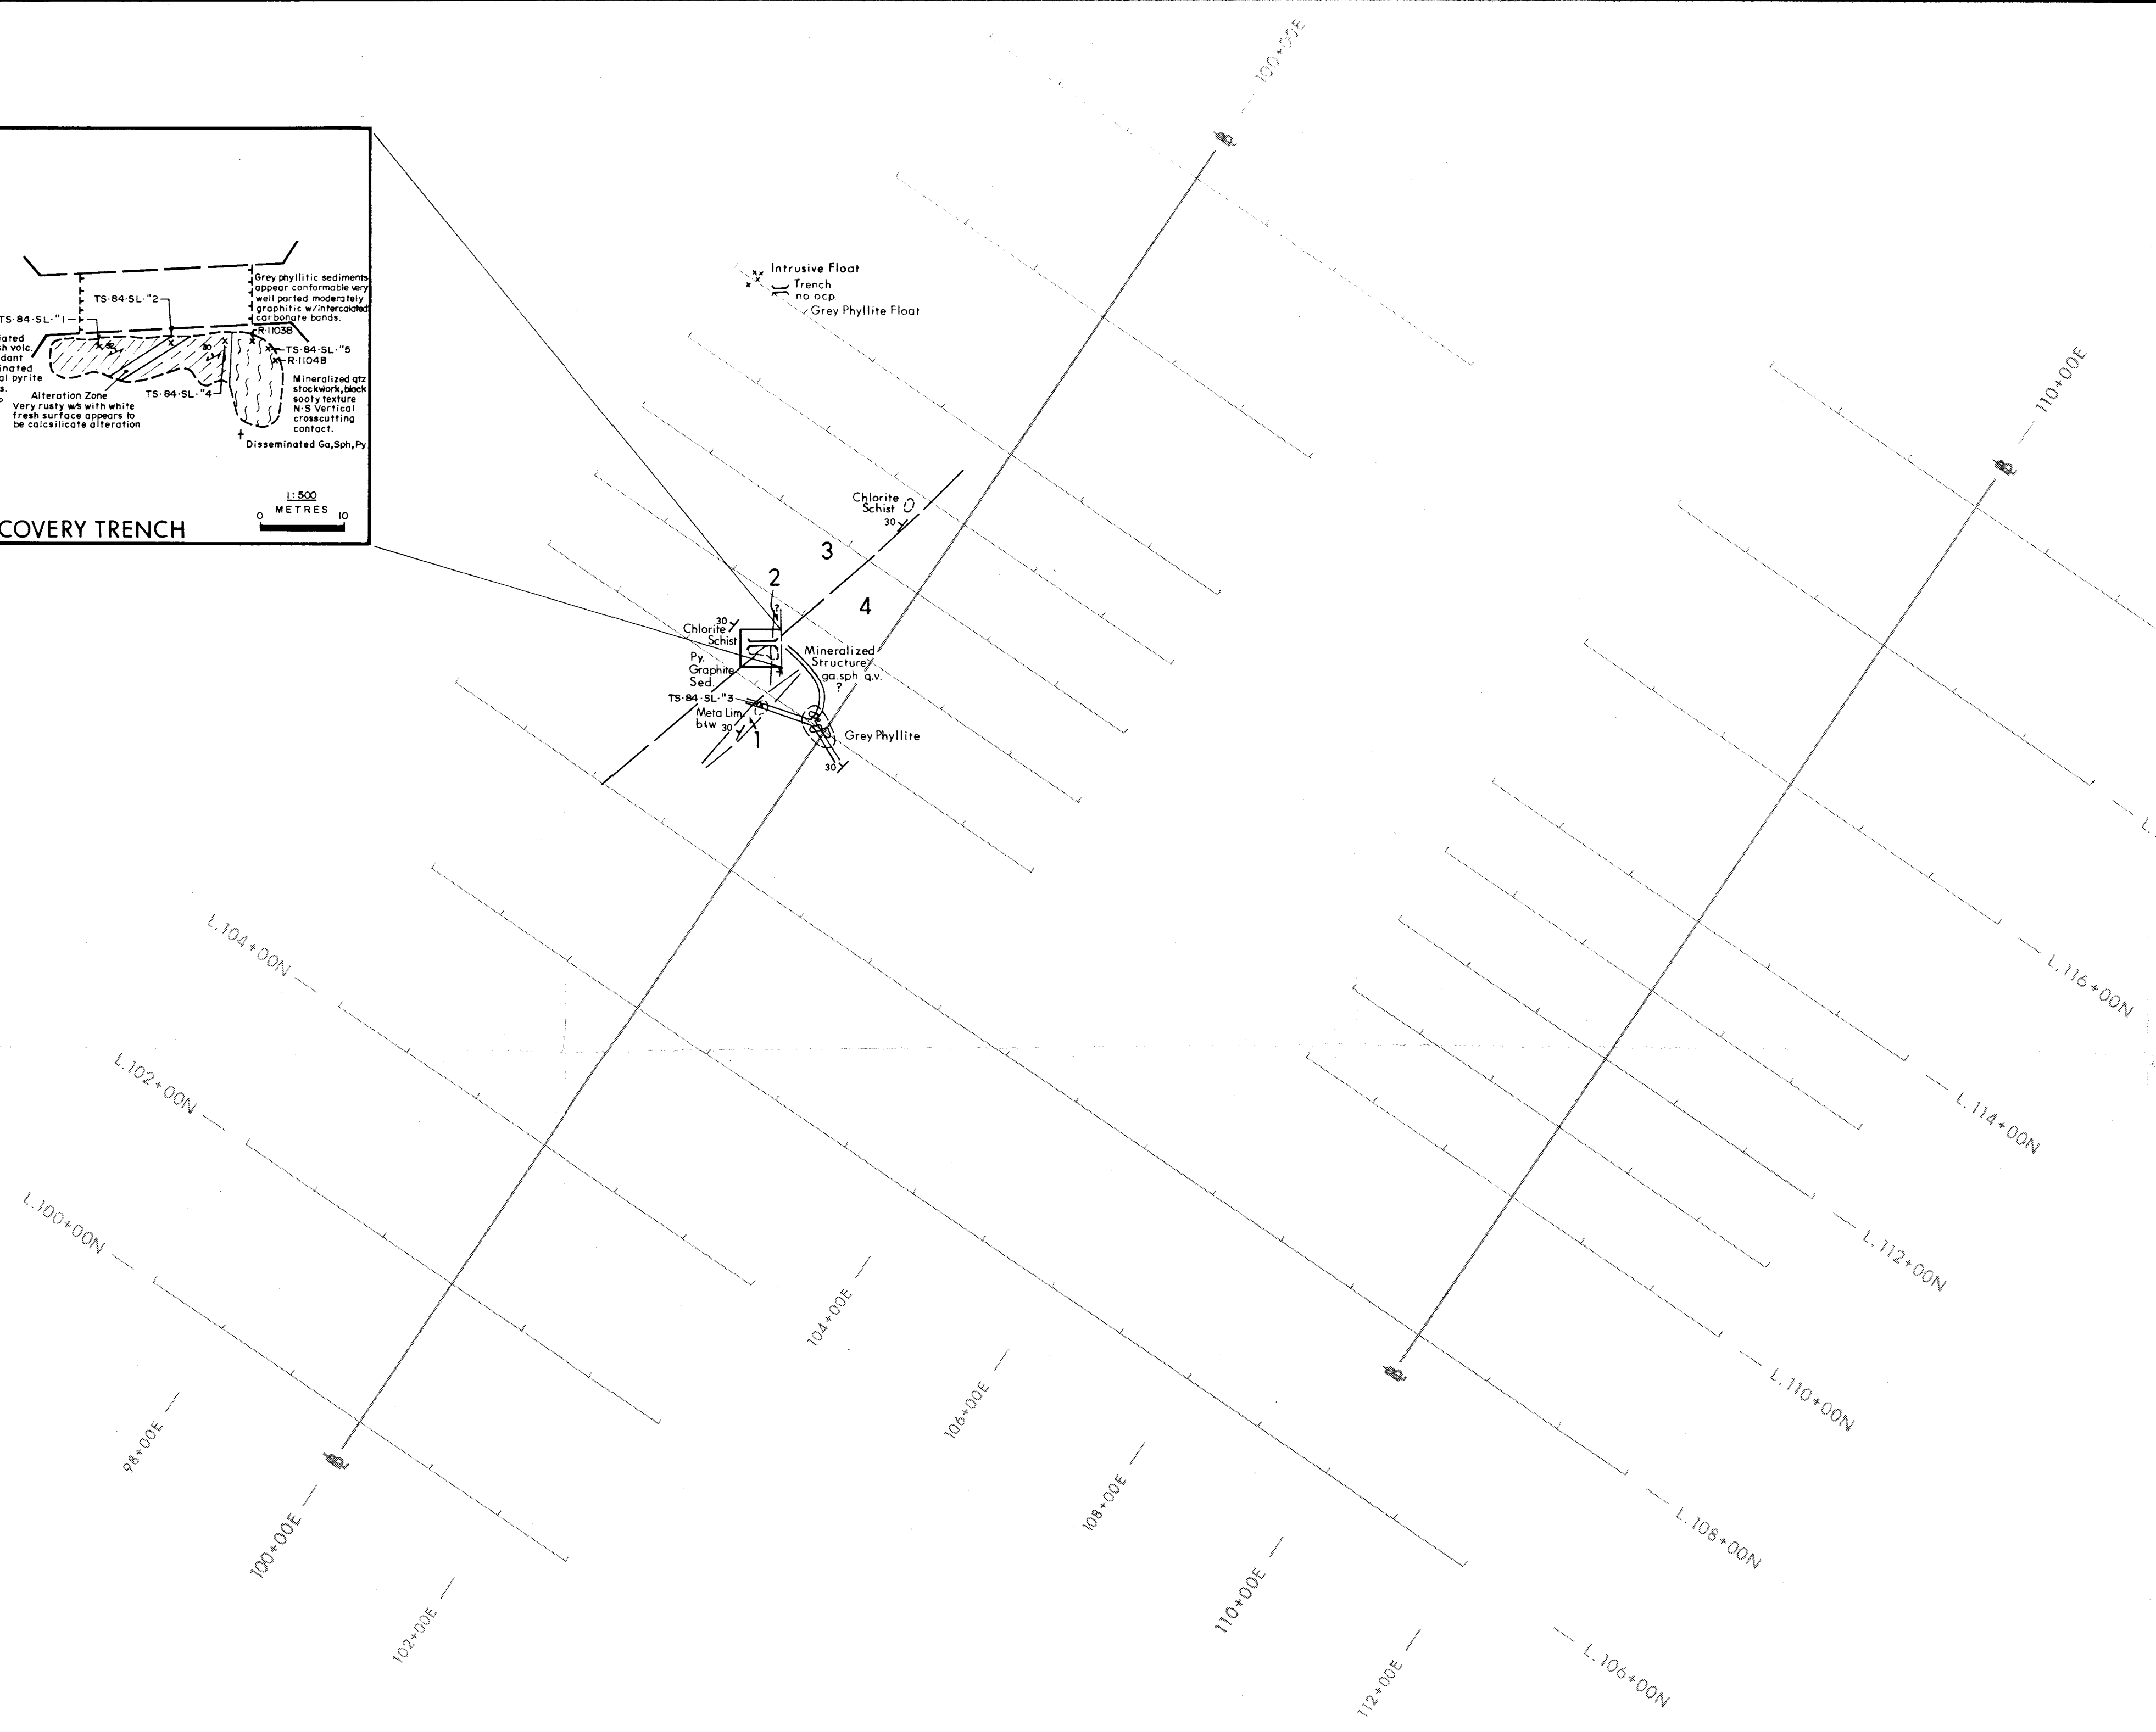 100+00E
BL
110+00E
BL
Grey phyllitic sediments
appear conformable very
well parted moderately
graphitic w/intercalated
carbonate bands.
TS-84-SL-"2
TS-84-SL-"1
R-1103B
TS-84-SL-"5
R-1104B
volc.
pyrite
Mineralized qtz
stockwork, black
sooty texture
N-S Vertical
crosscutting
contact.
Alteration Zone
Very rusty w/s with white
fresh surface appears to
be calcsilicate alteration
TS-84-SL-"4
Disseminated Ga,Sph,Py
1:500
METRES
0 10
COVERY TRENCH
Intrusive Float
Trench
no. ocp
Grey Phyllite Float
Chlorite
Schist
30
3
2
4
?
30
Chlorite
Schist
Py.
Graphite
Sed.
Mineralized
Structure
ga.sph. q.v.
?
TS-84-SL-"3
Meta Lim.
b+w
30
1
Grey Phyllite
30
L.104+00N
L.102+00N
L.100+00N
L.116+00N
L.114+00N
L.112+00N
L.110+00N
L.108+00N
L.106+00N
BL
BL
98+00E
100+00E
102+00E
104+00E
106+00E
108+00E
110+00E
112+00E